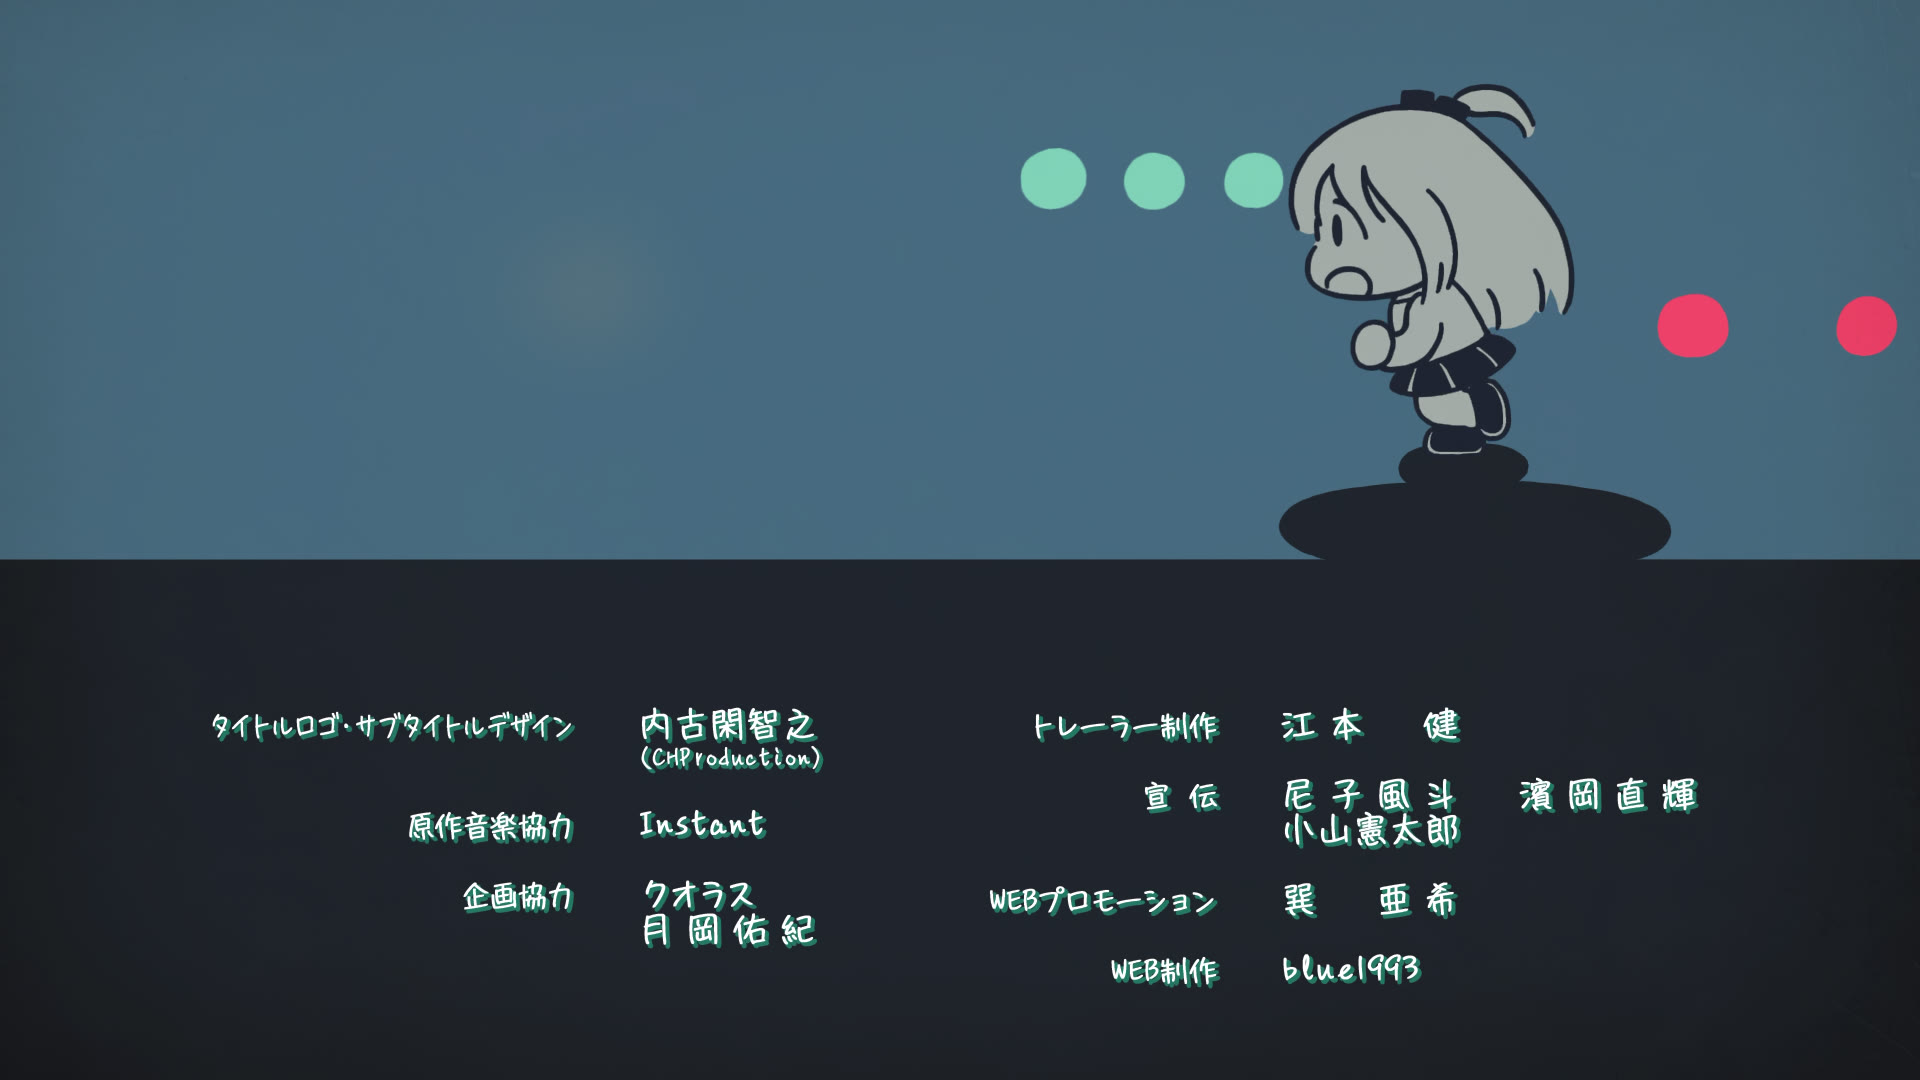 タイトルロゴ・サブタイトルデザイン 内古閑智之
(CHProduction)
原作音楽協力 Instant
企画協力 クオラス
月岡佑紀
トレーラー制作 江本 健
宣伝 尼子風斗 濱岡直輝
小山憲太郎
WEBプロモーション 巽 亜希
WEB制作 blue1993